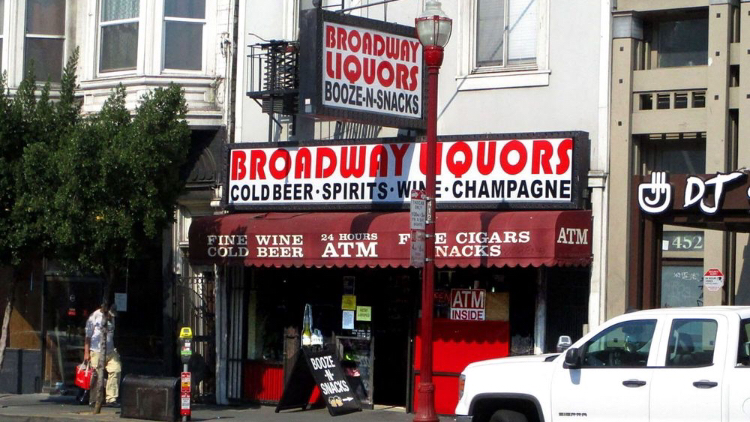 BROADWAY
LIQUORS
BOOZE-N-SNACKS
BROADWAY LIQUORS
COLD BEER · SPIRITS · WINE · CHAMPAGNE
FINE WINE
COLD BEER
24 HOURS
ATM
FINE CIGARS
SNACKS
ATM
DJT
452
ATM
INSIDE
BOOZE
-N-
SNACKS